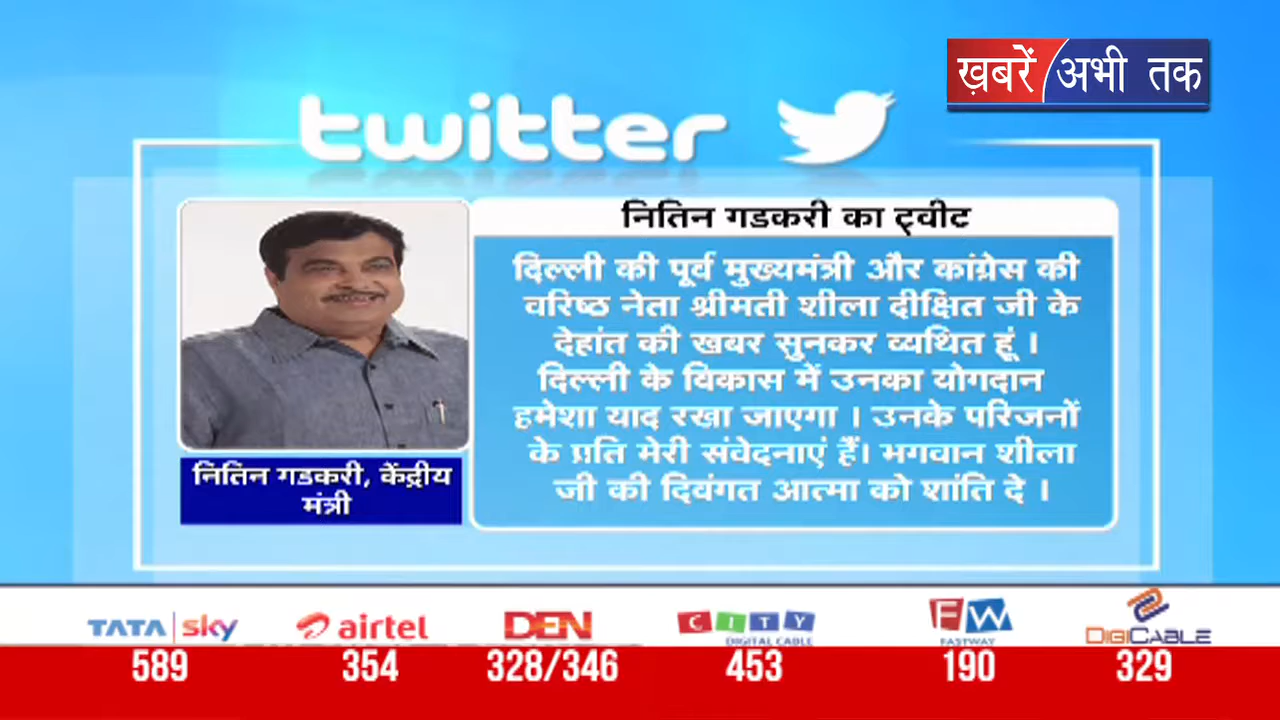 ख़बरें अभी तक
twitter
नितिन गडकरी का ट्वीट
दिल्ली की पूर्व मुख्यमंत्री और कांग्रेस की
वरिष्ठ नेता श्रीमती शीला दीक्षित जी के
देहांत की खबर सुनकर व्यथित हूं ।
दिल्ली के विकास में उनका योगदान
हमेशा याद रखा जाएगा । उनके परिजनों
के प्रति मेरी संवेदनाएं हैं। भगवान शीला
जी की दिवंगत आत्मा को शांति दे ।
नितिन गडकरी, केंद्रीय
मंत्री
TATA sky airtel DEN CITY FW DIGICABLE
DIGITAL CABLE FASTWAY
589 354 328/346 453 190 329